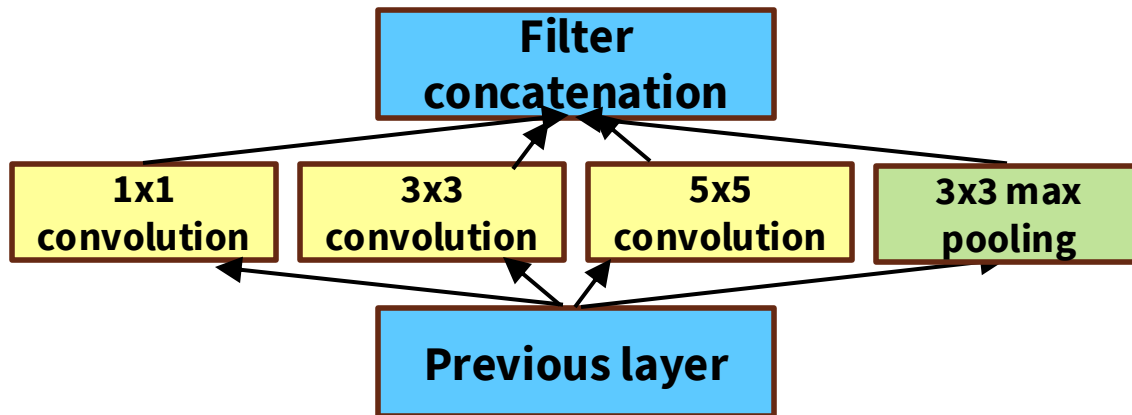 Filter
concatenation
1x1
convolution
3x3
convolution
5x5
convolution
3x3 max
pooling
Previous layer